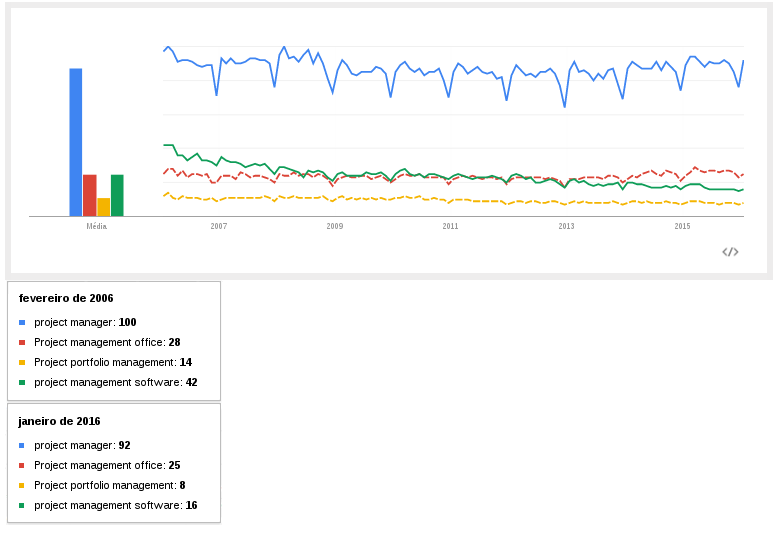 Média
2007
2009
2011
2013
2015
</>
fevereiro de 2006
project manager: 100
Project management office: 28
Project portfolio management: 14
project management software: 42
janeiro de 2016
project manager: 92
Project management office: 25
Project portfolio management: 8
project management software: 16